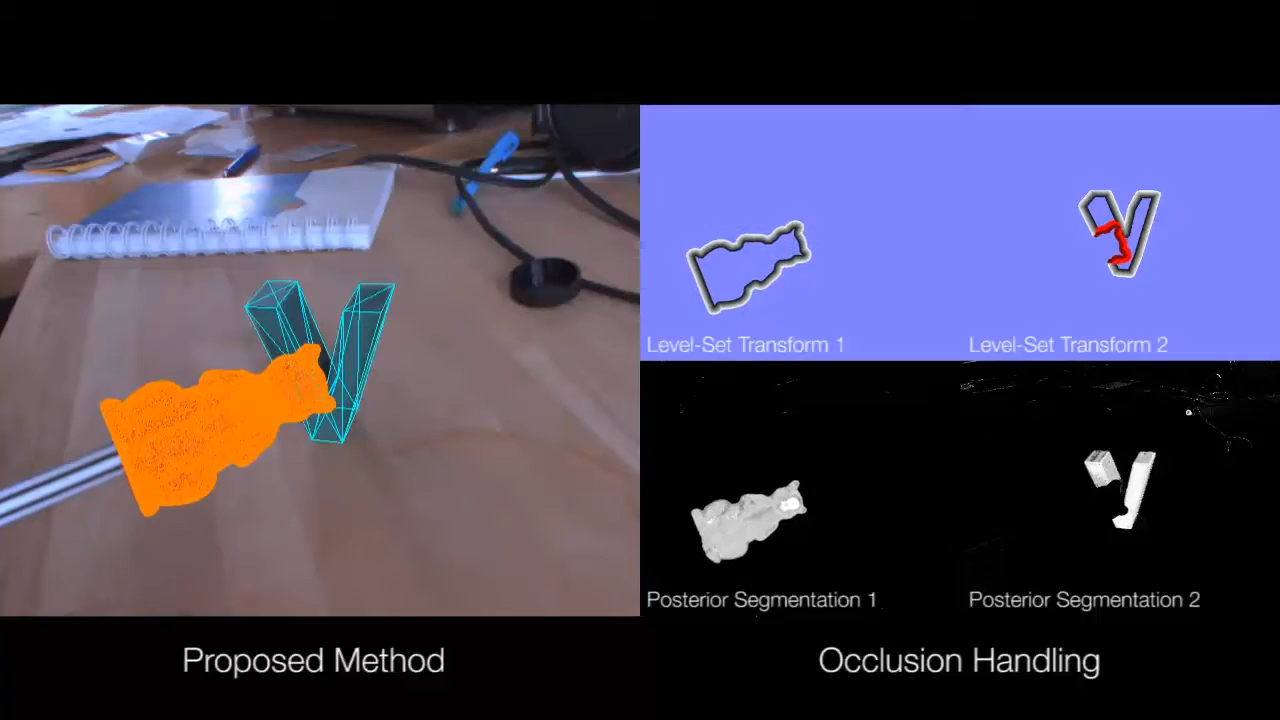 Level-Set Transform 1
Level-Set Transform 2
Posterior Segmentation 1
Posterior Segmentation 2
Proposed Method
Occlusion Handling